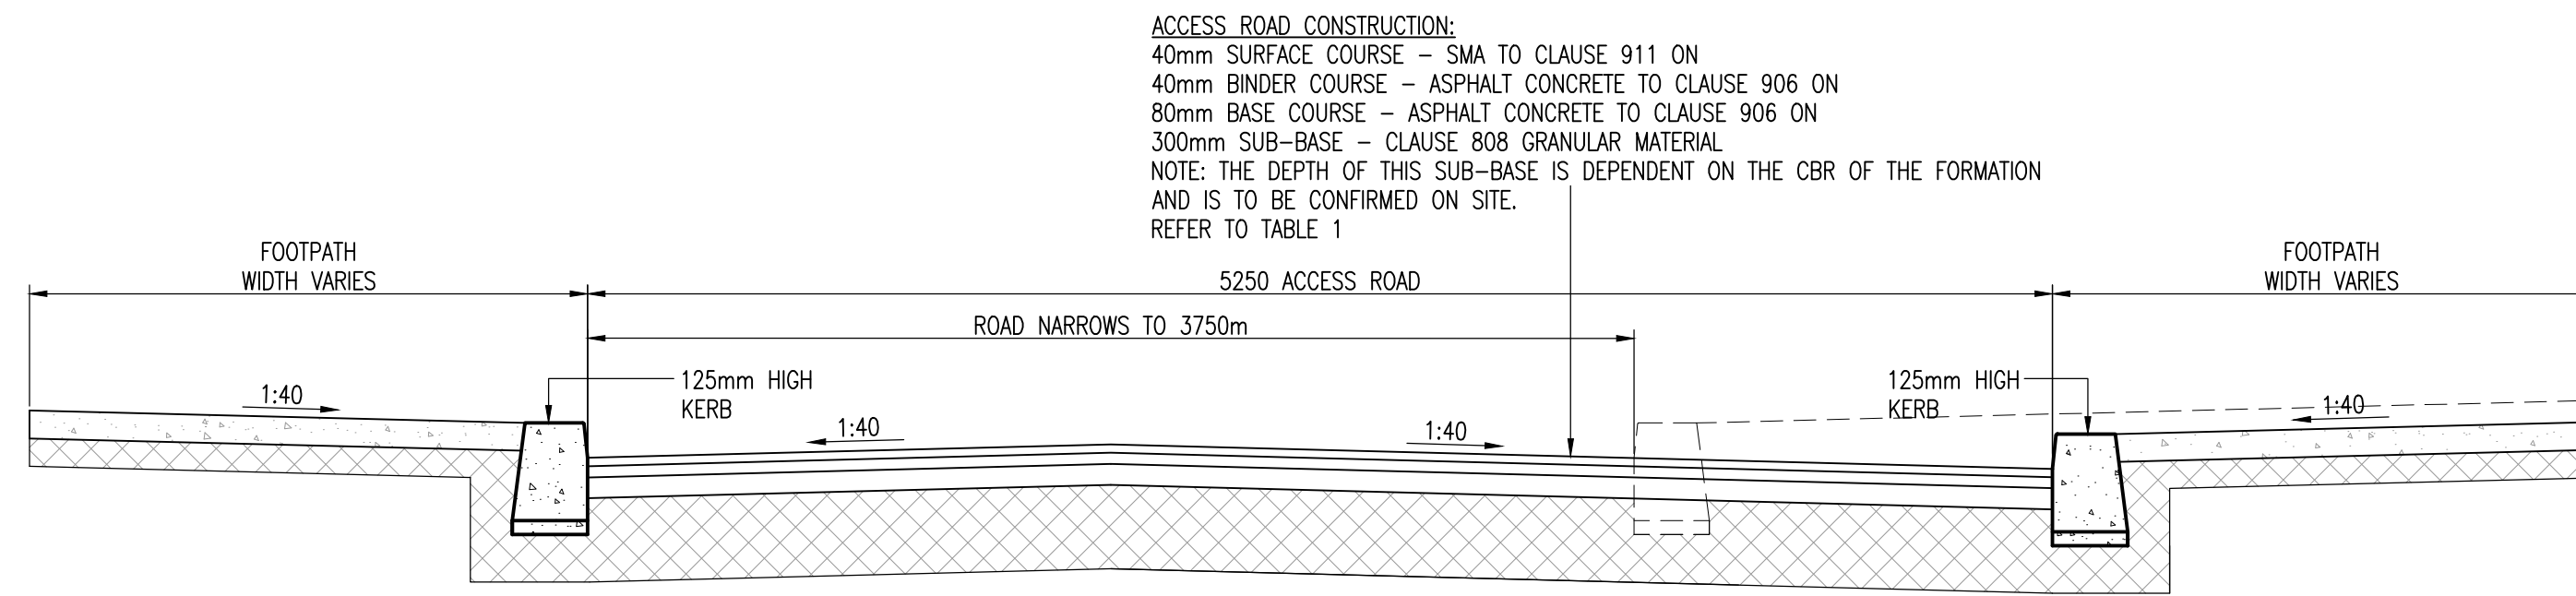 ACCESS ROAD CONSTRUCTION:
40mm SURFACE COURSE - SMA TO CLAUSE 911 ON
40mm BINDER COURSE - ASPHALT CONCRETE TO CLAUSE 906 ON
80mm BASE COURSE - ASPHALT CONCRETE TO CLAUSE 906 ON
300mm SUB-BASE - CLAUSE 808 GRANULAR MATERIAL
NOTE: THE DEPTH OF THIS SUB-BASE IS DEPENDENT ON THE CBR OF THE FORMATION
AND IS TO BE CONFIRMED ON SITE.
REFER TO TABLE 1
FOOTPATH
WIDTH VARIES
5250 ACCESS ROAD
FOOTPATH
WIDTH VARIES
ROAD NARROWS TO 3750m
125mm HIGH
KERB
125mm HIGH
KERB
1:40
1:40
1:40
1:40